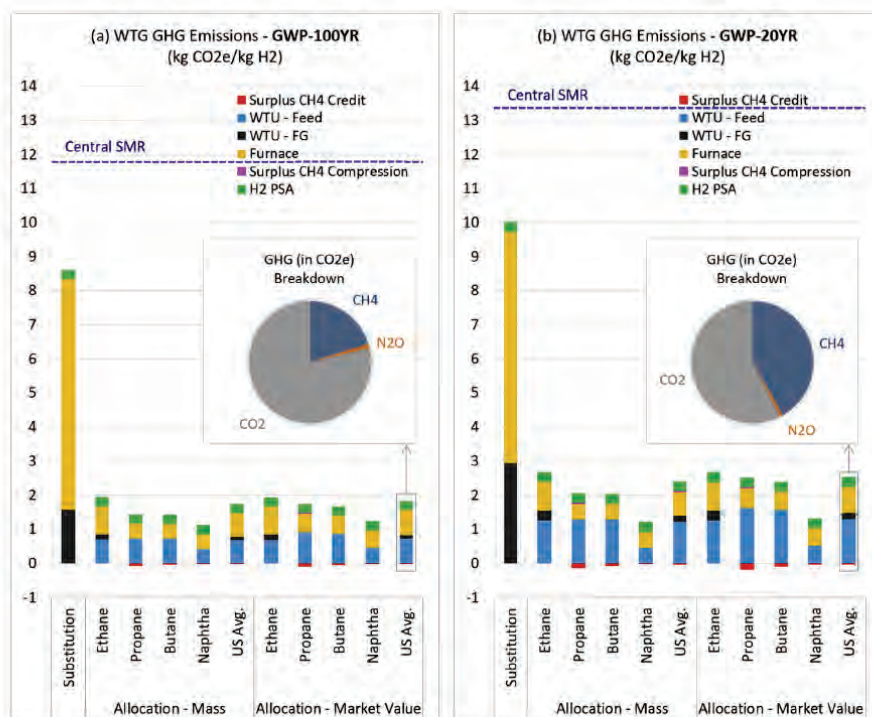 (a) WTG GHG Emissions - GWP-100YR
(kg CO2e/kg H2)
14
13
12
11
10
9
8
7
6
5
4
3
2
1
0
-1
Central SMR
Surplus CH4 Credit
WTU - Feed
WTU - FG
Furnace
Surplus CH4 Compression
H2 PSA
GHG (in CO2e)
Breakdown
CH4
N2O
CO2
Substitution
Ethane
Propane
Butane
Naphtha
US Avg.
Ethane
Propane
Butane
Naphtha
US Avg.
Allocation - Mass
Allocation - Market Value
(b) WTG GHG Emissions - GWP-20YR
(kg CO2e/kg H2)
14
13
12
11
10
9
8
7
6
5
4
3
2
1
0
-1
Central SMR
Surplus CH4 Credit
WTU - Feed
WTU - FG
Furnace
Surplus CH4 Compression
H2 PSA
GHG (in CO2e)
Breakdown
CH4
CO2
N2O
Substitution
Ethane
Propane
Butane
Naphtha
US Avg.
Ethane
Propane
Butane
Naphtha
US Avg.
Allocation - Mass
Allocation - Market Value